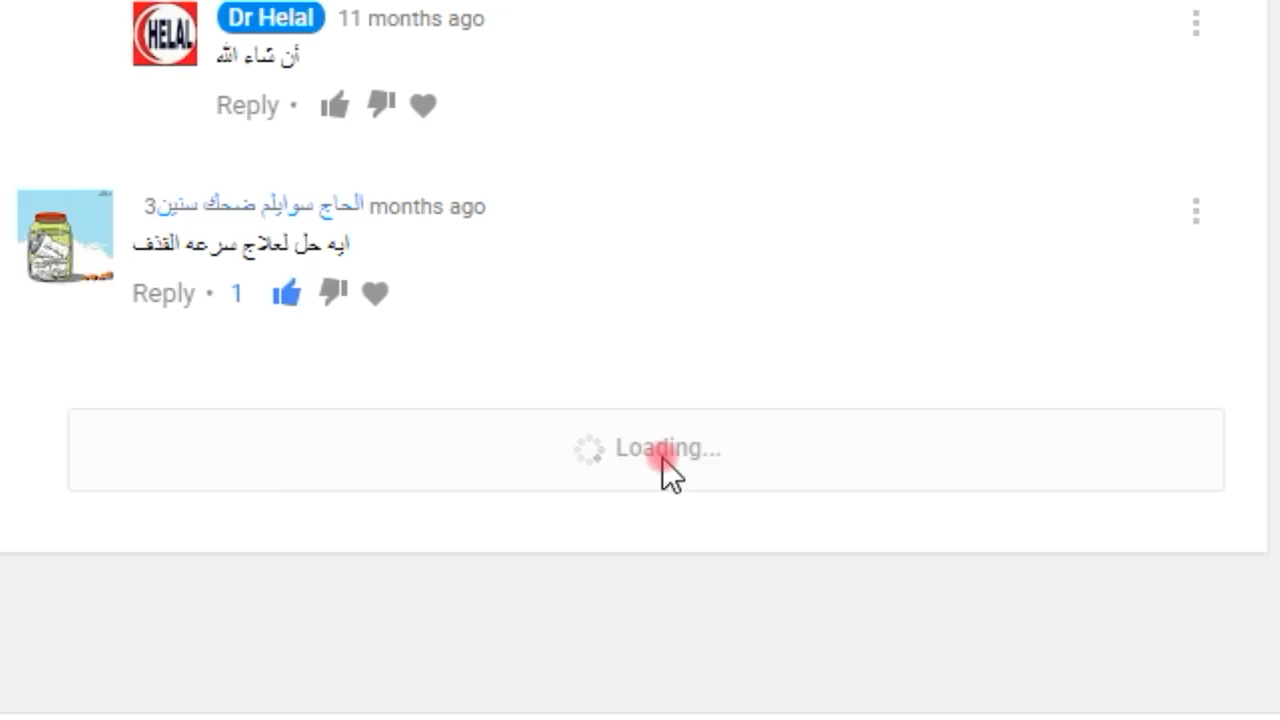 HELAL
Dr Helal 11 months ago
أن شاء الله
Reply •
الحاج سوايلم ضحك سنين 3 months ago
ايه حل لعلاج سرعه القذف
Reply • 1
Loading...